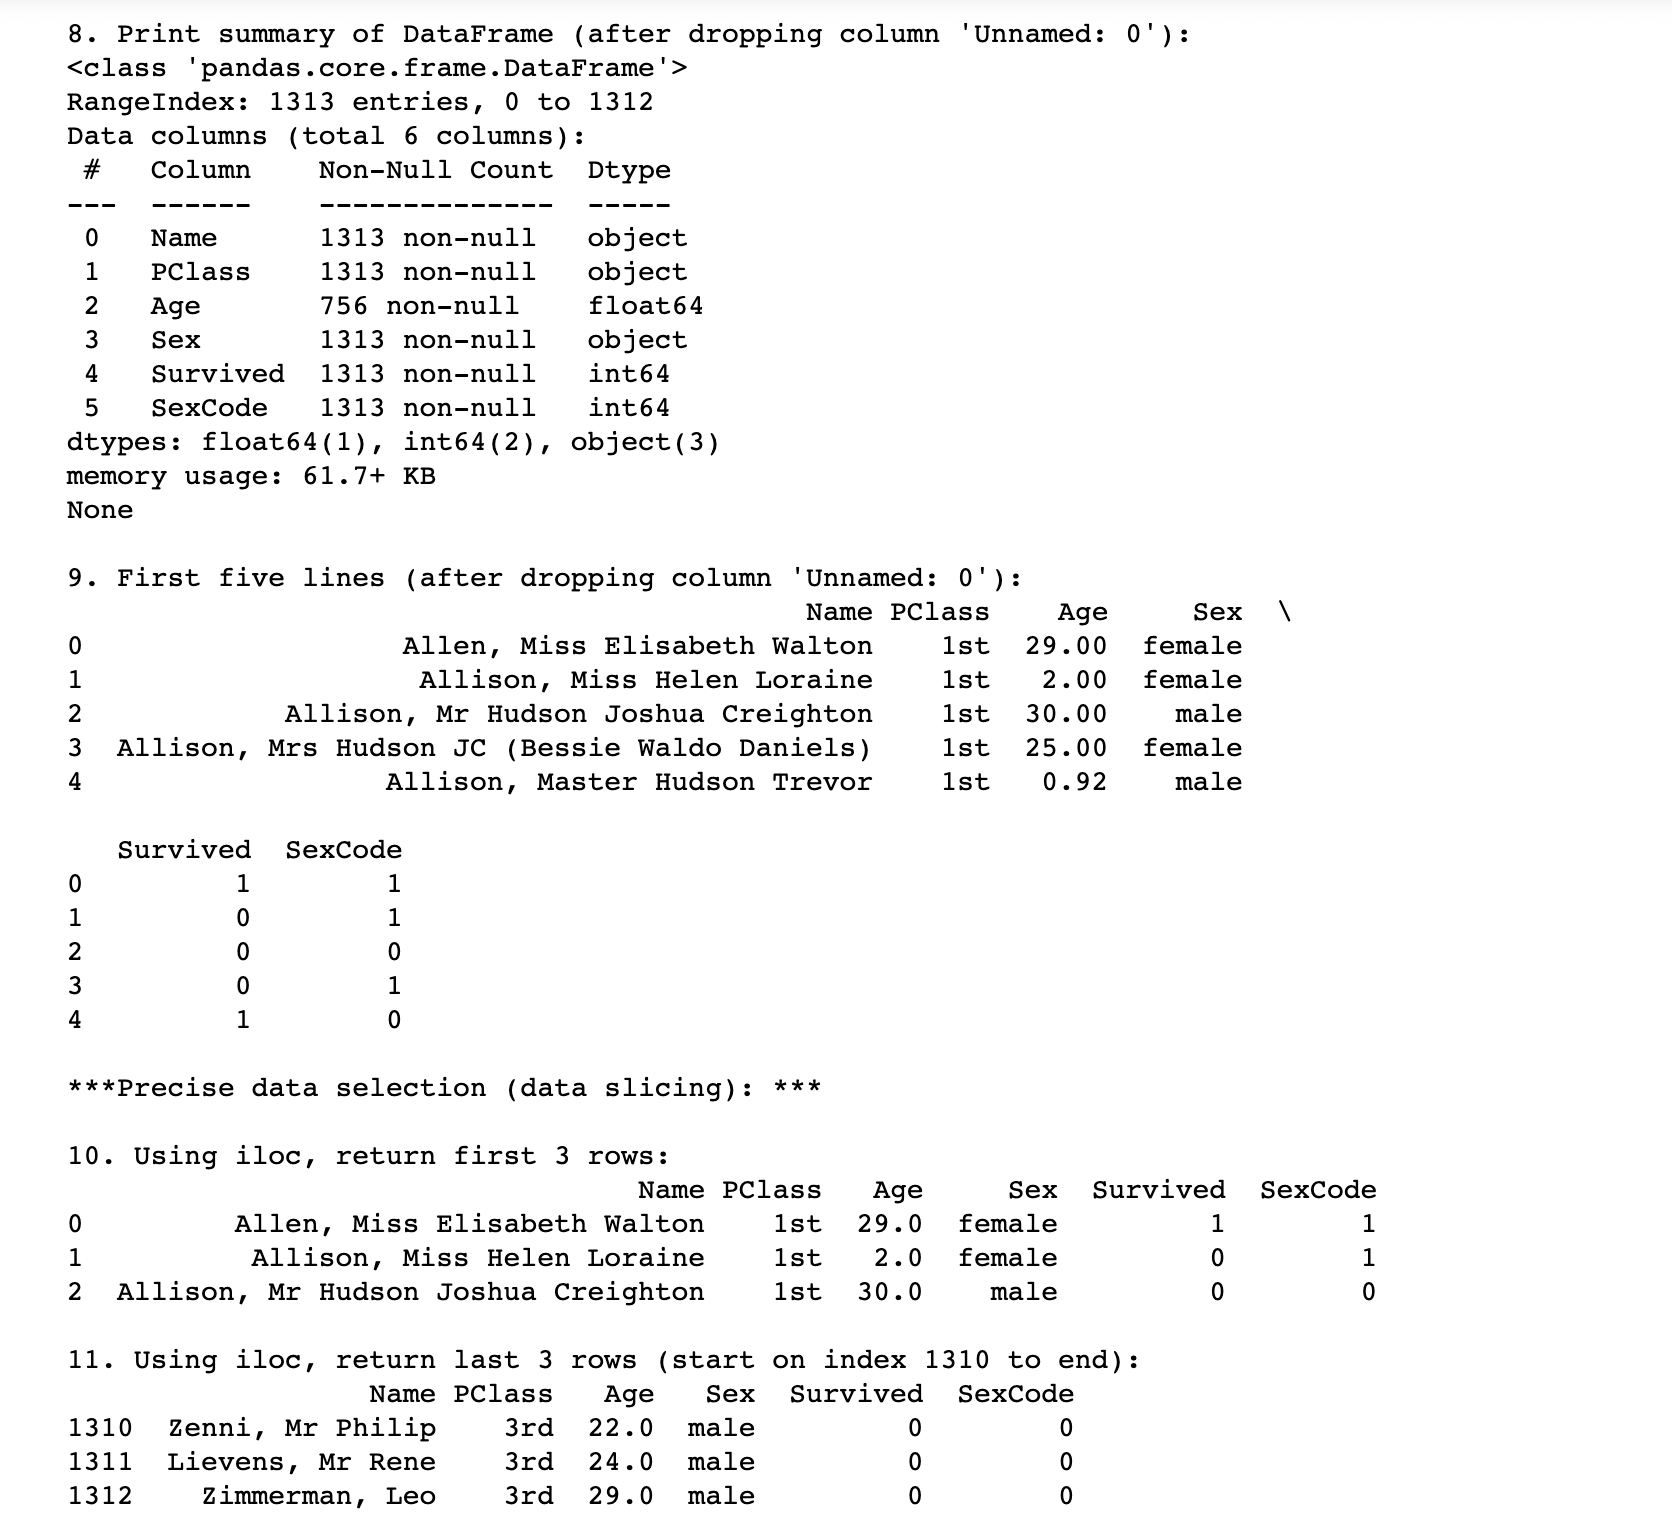 8. Print summary of DataFrame (after dropping column 'Unnamed: 0'):
<class 'pandas.core.frame.DataFrame'>
RangeIndex: 1313 entries, 0 to 1312
Data columns (total 6 columns):
 #   Column    Non-Null Count  Dtype
---  ------    --------------  -----
 0   Name      1313 non-null   object
 1   PClass    1313 non-null   object
 2   Age       756 non-null    float64
 3   Sex       1313 non-null   object
 4   Survived  1313 non-null   int64
 5   SexCode   1313 non-null   int64
dtypes: float64(1), int64(2), object(3)
memory usage: 61.7+ KB
None

9. First five lines (after dropping column 'Unnamed: 0'):
                                            Name PClass    Age     Sex  \
0                   Allen, Miss Elisabeth Walton    1st  29.00  female
1                    Allison, Miss Helen Loraine    1st   2.00  female
2            Allison, Mr Hudson Joshua Creighton    1st  30.00    male
3  Allison, Mrs Hudson JC (Bessie Waldo Daniels)    1st  25.00  female
4                  Allison, Master Hudson Trevor    1st   0.92    male

   Survived  SexCode
0         1        1
1         0        1
2         0        0
3         0        1
4         1        0

***Precise data selection (data slicing): ***

10. Using iloc, return first 3 rows:
                                  Name PClass   Age     Sex  Survived  SexCode
0         Allen, Miss Elisabeth Walton    1st  29.0  female         1        1
1          Allison, Miss Helen Loraine    1st   2.0  female         0        1
2  Allison, Mr Hudson Joshua Creighton    1st  30.0    male         0        0

11. Using iloc, return last 3 rows (start on index 1310 to end):
                  Name PClass   Age   Sex  Survived  SexCode
1310  Zenni, Mr Philip    3rd  22.0  male         0        0
1311  Lievens, Mr Rene    3rd  24.0  male         0        0
1312    Zimmerman, Leo    3rd  29.0  male         0        0